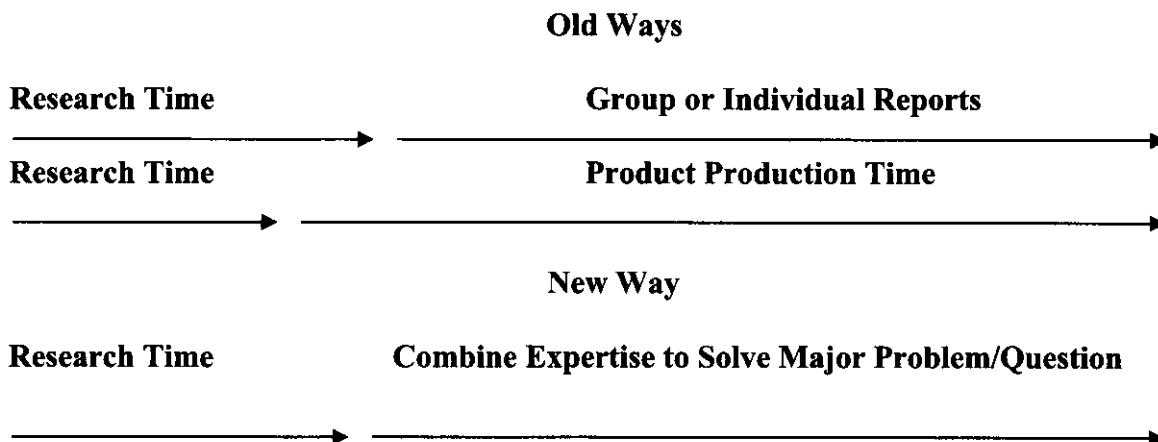 Old Ways
Research Time Group or Individual Reports
Research Time Product Production Time
New Way
Research Time Combine Expertise to Solve Major Problem/Question